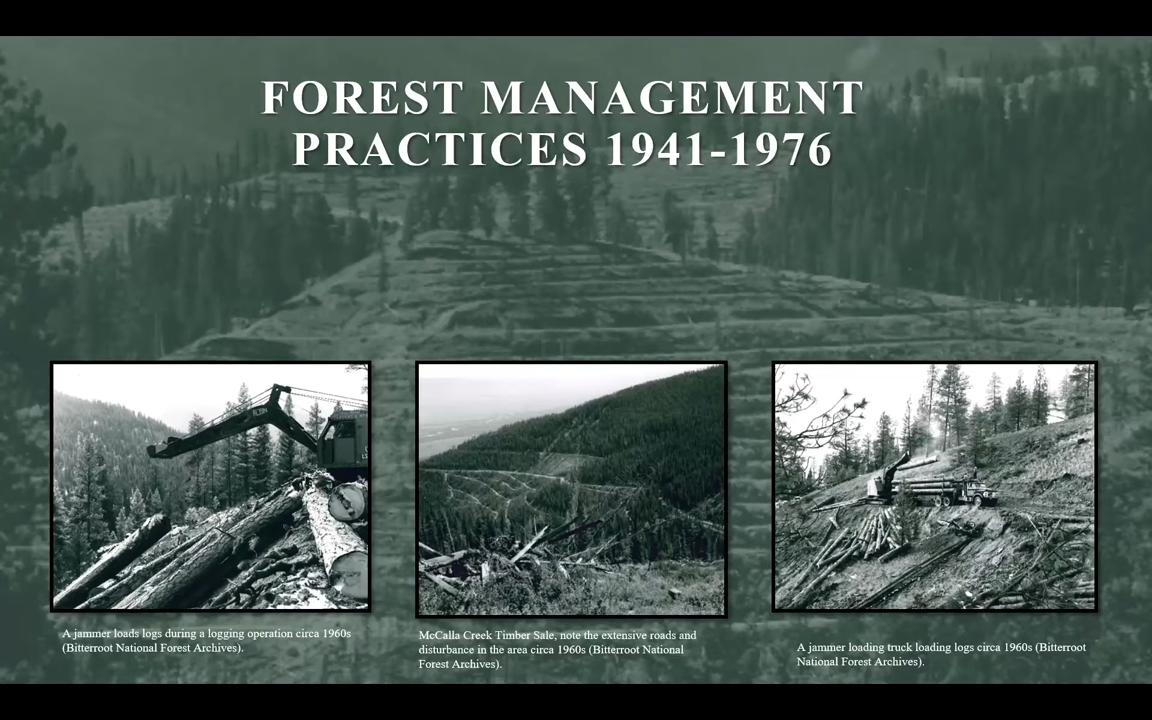 FOREST MANAGEMENT
PRACTICES 1941-1976
A jammer loads logs during a logging operation circa 1960s
(Bitterroot National Forest Archives).
McCalla Creek Timber Sale, note the extensive roads and
disturbance in the area circa 1960s (Bitterroot National
Forest Archives).
A jammer loading truck loading logs circa 1960s (Bitterroot
National Forest Archives).